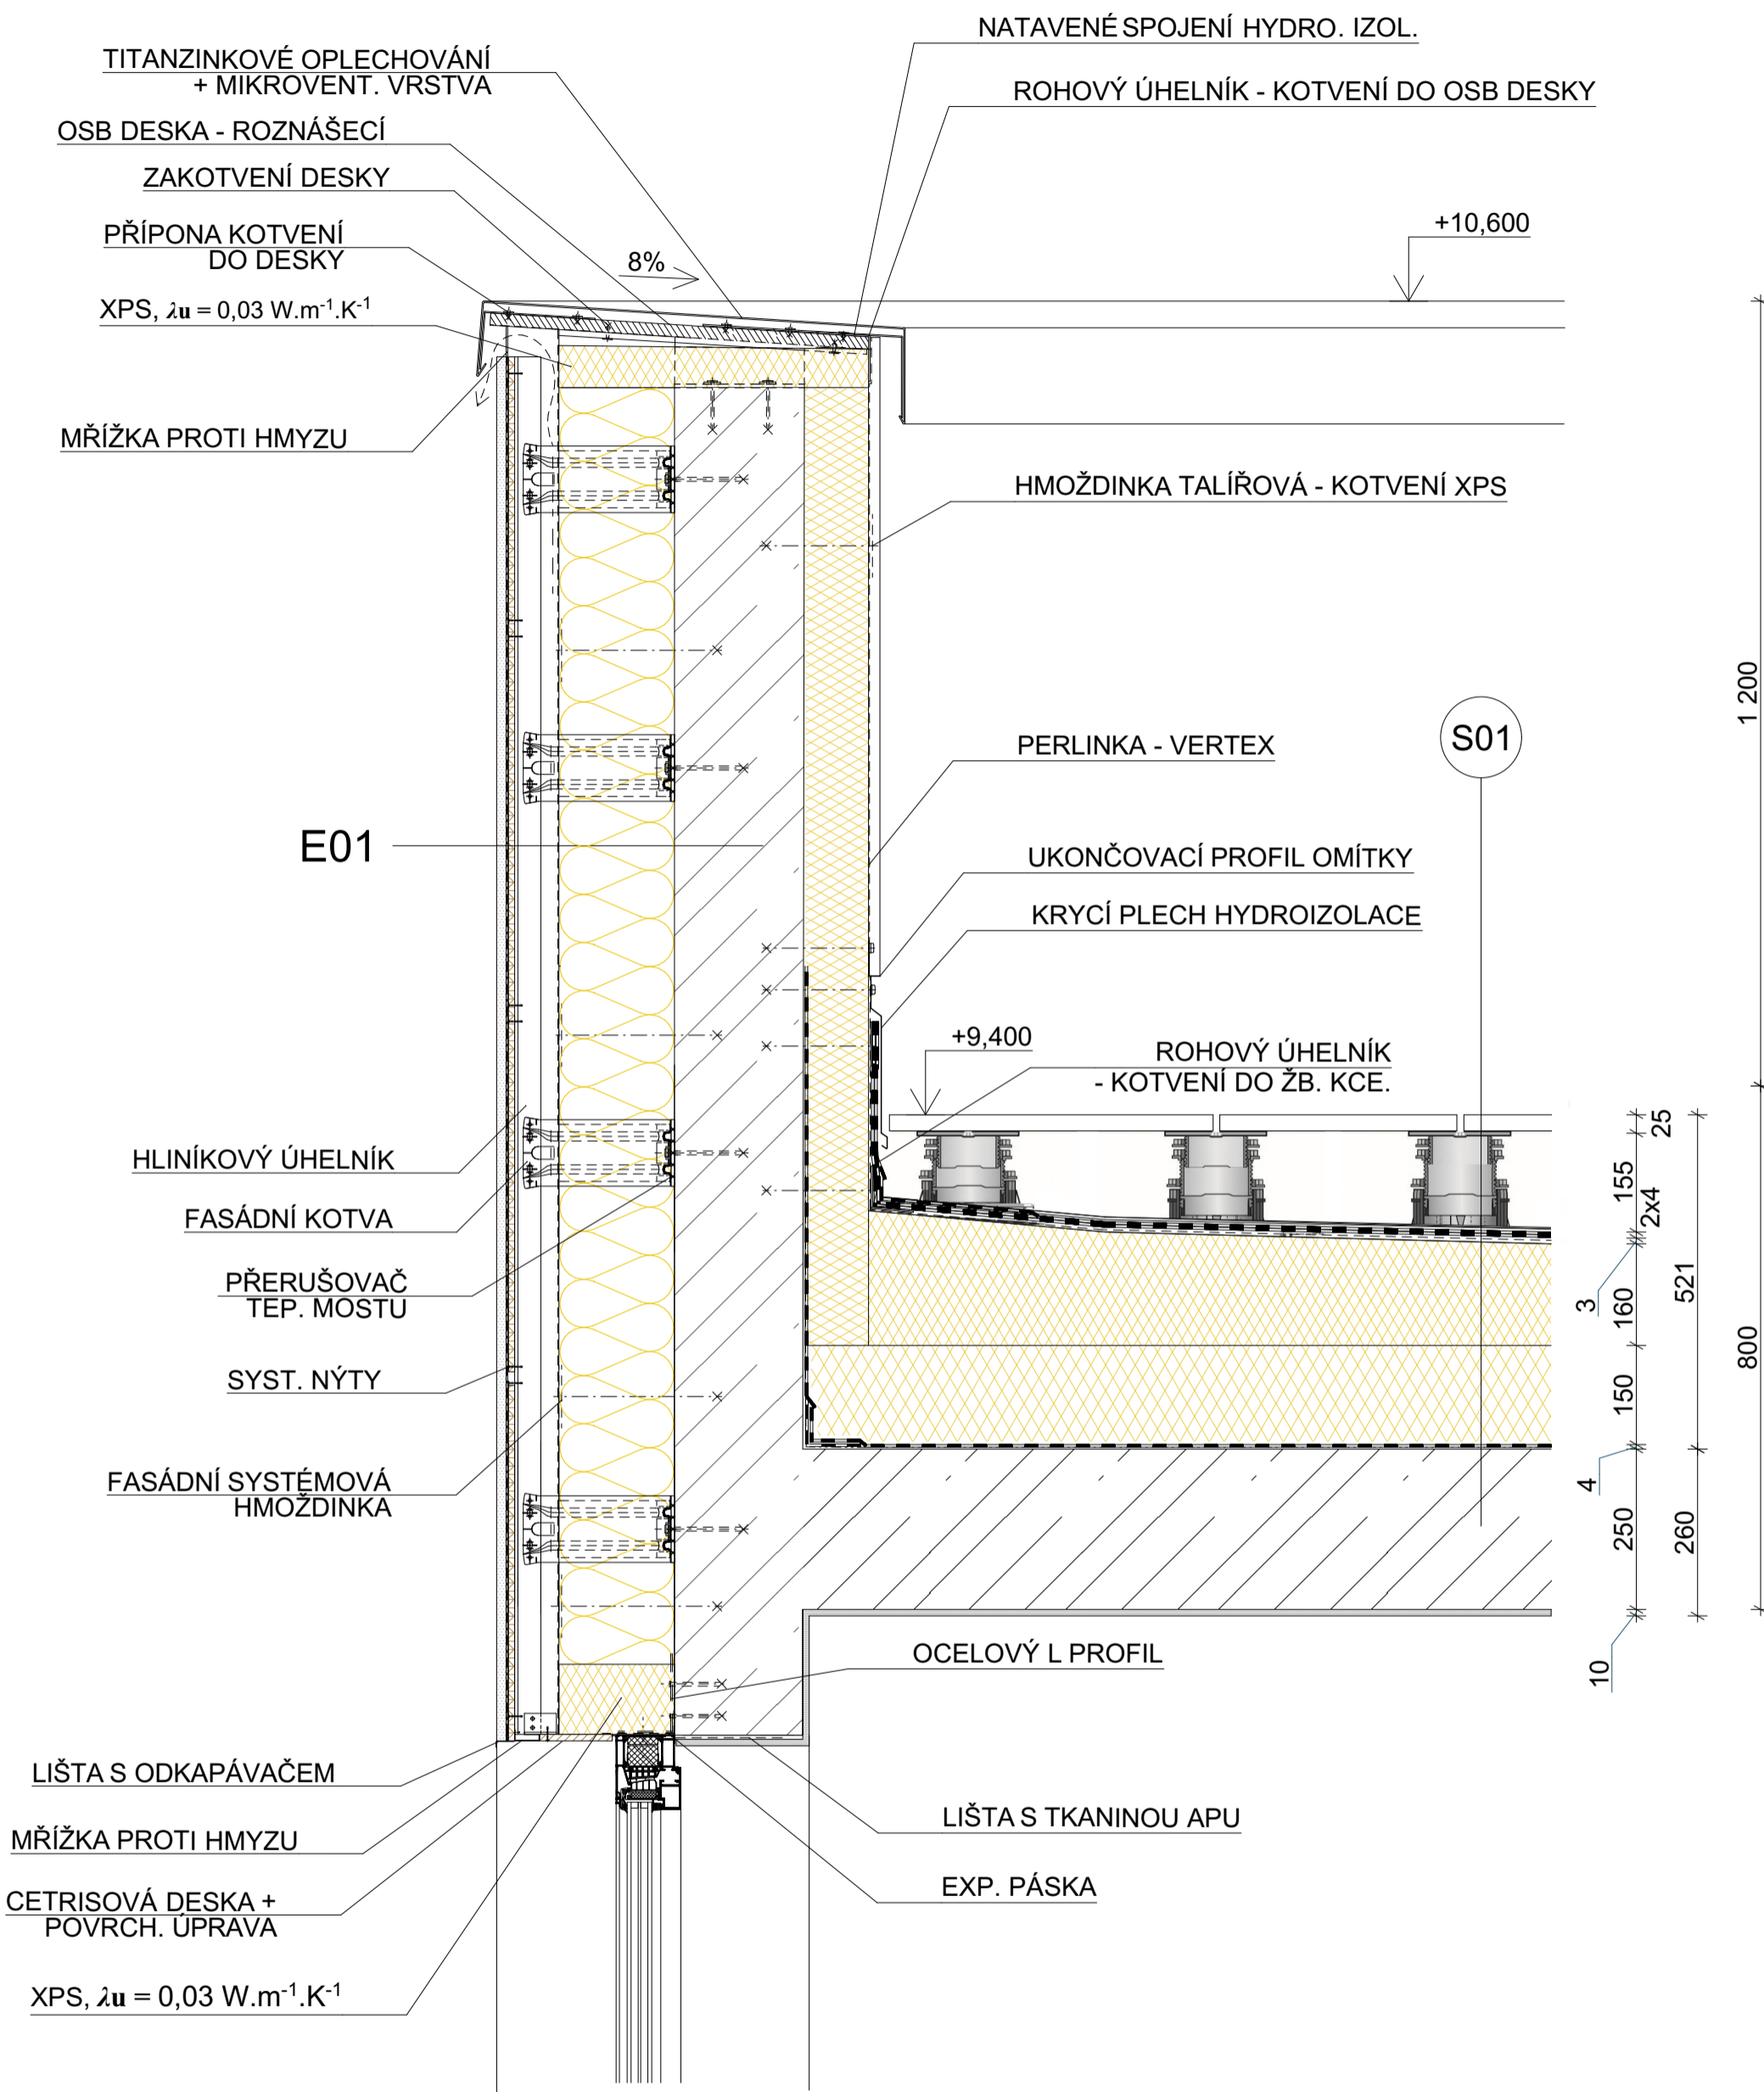 NATAVENÉ SPOJENÍ HYDRO. IZOL.
TITANZINKOVÉ OPLECHOVÁNÍ
+ MIKROVENT. VRSTVA
ROHOVÝ ÚHELNÍK - KOTVENÍ DO OSB DESKY
OSB DESKA - ROZNÁŠECÍ
ZAKOTVENÍ DESKY
PŘÍPONA KOTVENÍ
DO DESKY
8%
+10,600
XPS, λu = 0,03 W.m⁻¹.K⁻¹
MŘÍŽKA PROTI HMYZU
HMOŽDINKA TALÍŘOVÁ - KOTVENÍ XPS
1 200
S01
PERLINKA - VERTEX
E01
UKONČOVACÍ PROFIL OMÍTKY
KRYCÍ PLECH HYDROIZOLACE
+9,400
ROHOVÝ ÚHELNÍK
- KOTVENÍ DO ŽB. KCE.
25
HLINÍKOVÝ ÚHELNÍK
155
2x4
FASÁDNÍ KOTVA
PŘERUŠOVAČ
TEP. MOSTU
3
160
521
800
SYST. NÝTY
150
FASÁDNÍ SYSTÉMOVÁ
HMOŽDINKA
4
250
260
OCELOVÝ L PROFIL
10
LIŠTA S ODKAPÁVAČEM
LIŠTA S TKANINOU APU
MŘÍŽKA PROTI HMYZU
EXP. PÁSKA
CETRISOVÁ DESKA +
POVRCH. ÚPRAVA
XPS, λu = 0,03 W.m⁻¹.K⁻¹